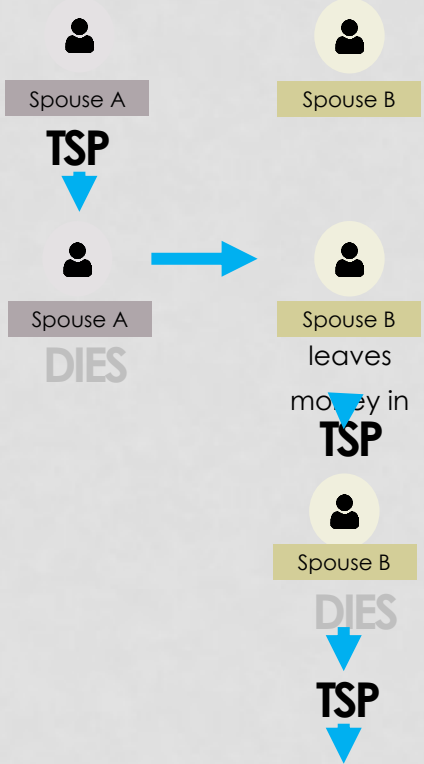 Spouse A
Spouse B
TSP
Spouse A
Spouse B
DIES
leaves
money in
TSP
Spouse B
DIES
TSP